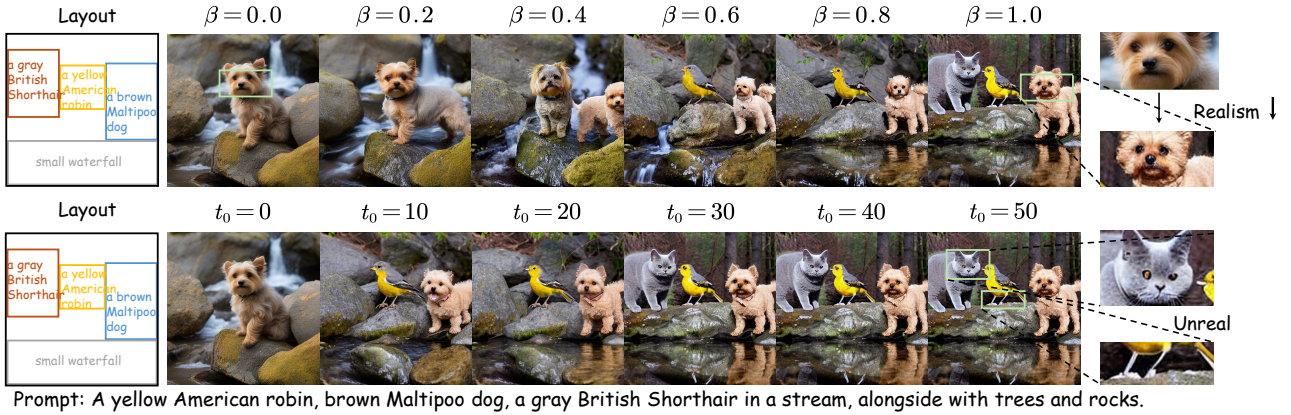 Layout β=0.0 β=0.2 β=0.4 β=0.6 β=0.8 β=1.0
a gray
British
Shorthair
a yellow
American
robin
a brown
Maltipoo
dog
small waterfall
Realism ↓
Layout t₀=0 t₀=10 t₀=20 t₀=30 t₀=40 t₀=50
a gray
British
Shorthair
a yellow
American
robin
a brown
Maltipoo
dog
small waterfall
Unreal
Prompt: A yellow American robin, brown Maltipoo dog, a gray British Shorthair in a stream, alongside with trees and rocks.